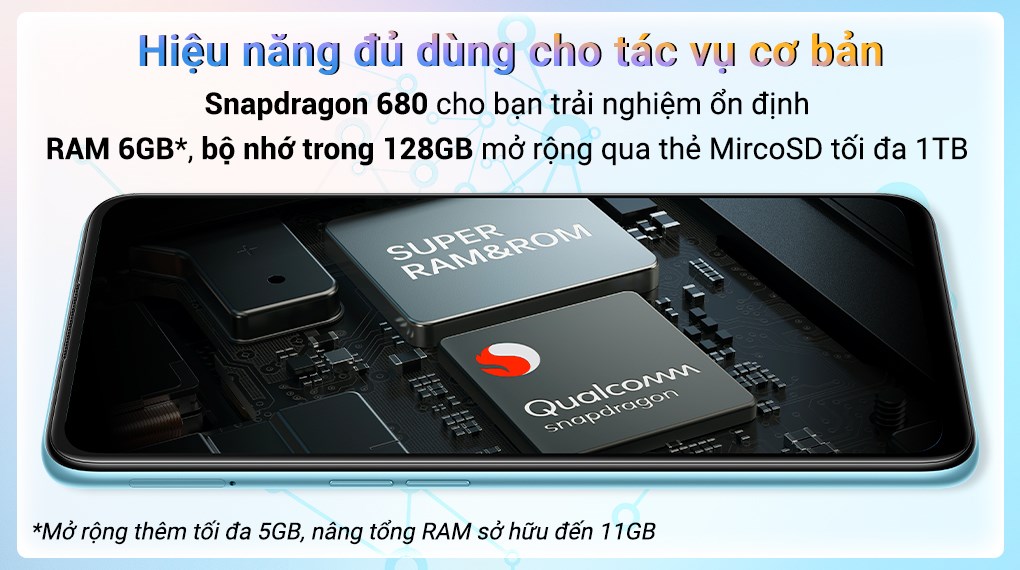 Hiệu năng đủ dùng cho tác vụ cơ bản
Snapdragon 680 cho bạn trải nghiệm ổn định
RAM 6GB*, bộ nhớ trong 128GB mở rộng qua thẻ MircoSD tối đa 1TB
SUPER
RAM&ROM
Qualcomm
snapdragon
*Mở rộng thêm tối đa 5GB, nâng tổng RAM sở hữu đến 11GB